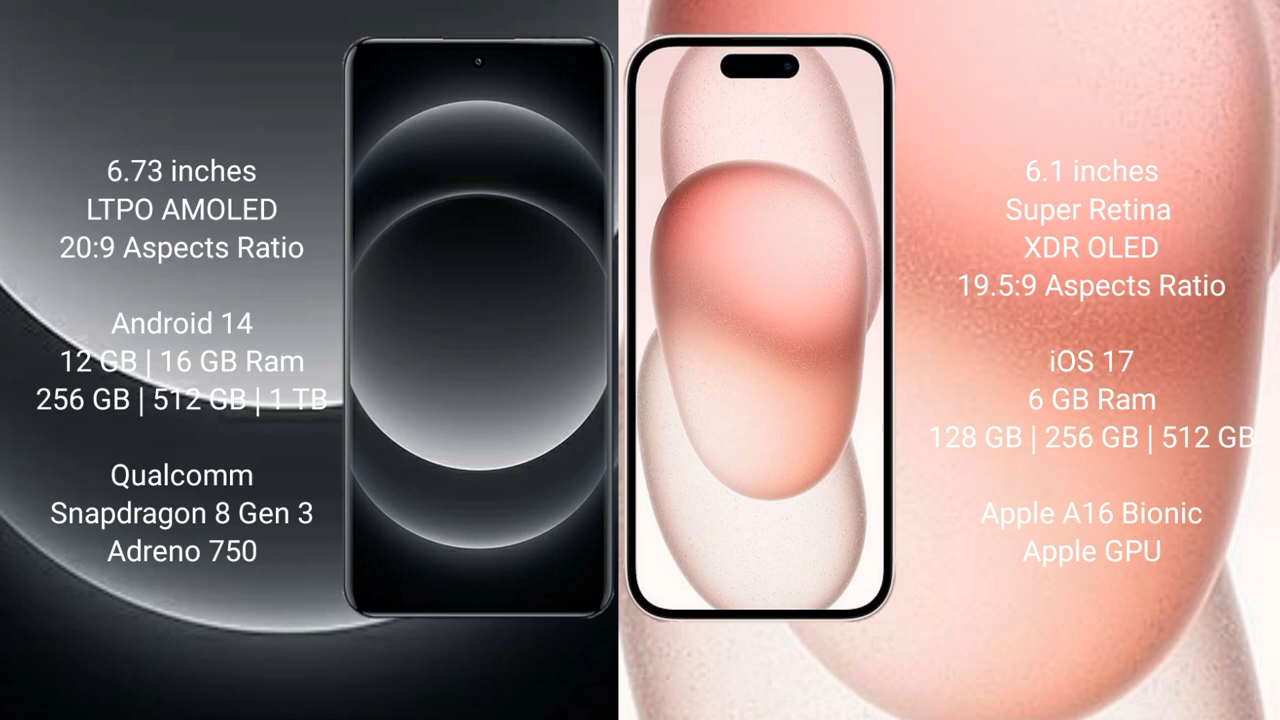 6.73 inches
LTPO AMOLED
20:9 Aspects Ratio
Android 14
12 GB | 16 GB Ram
256 GB | 512 GB | 1 TB
Qualcomm
Snapdragon 8 Gen 3
Adreno 750
6.1 inches
Super Retina
XDR OLED
19.5:9 Aspects Ratio
iOS 17
6 GB Ram
128 GB | 256 GB | 512 GB
Apple A16 Bionic
Apple GPU